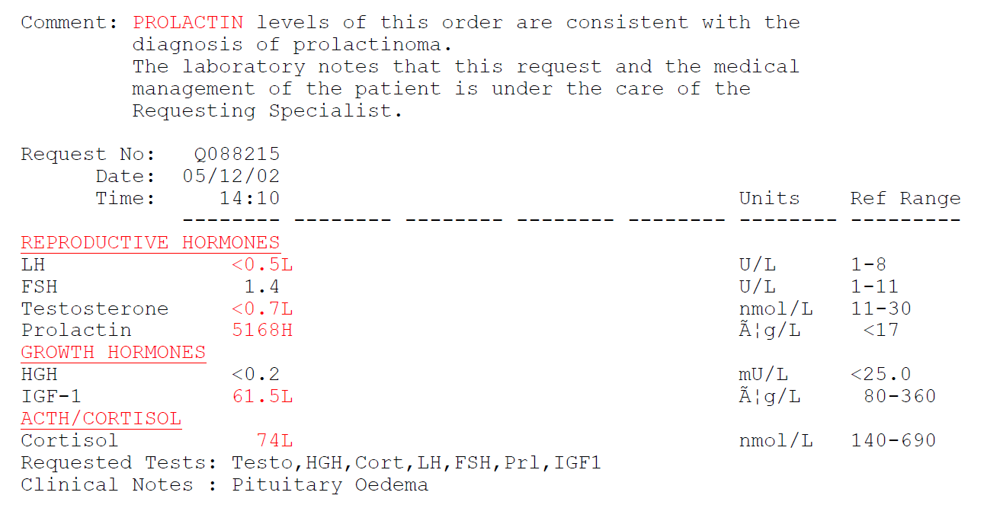 Comment: PROLACTIN levels of this order are consistent with the
diagnosis of prolactinoma.
The laboratory notes that this request and the medical
management of the patient is under the care of the
Requesting Specialist.
Request No: Q088215
Date: 05/12/02
Time: 14:10 Units Ref Range
-------- -------- -------- -------- -------- -------- ---------
REPRODUCTIVE HORMONES
LH <0.5L U/L 1-8
FSH 1.4 U/L 1-11
Testosterone <0.7L nmol/L 11-30
Prolactin 5168H Ã¦g/L <17
GROWTH HORMONES
HGH <0.2 mU/L <25.0
IGF-1 61.5L Ã¦g/L 80-360
ACTH/CORTISOL
Cortisol 74L nmol/L 140-690
Requested Tests: Testo,HGH,Cort,LH,FSH,Prl,IGF1
Clinical Notes : Pituitary Oedema